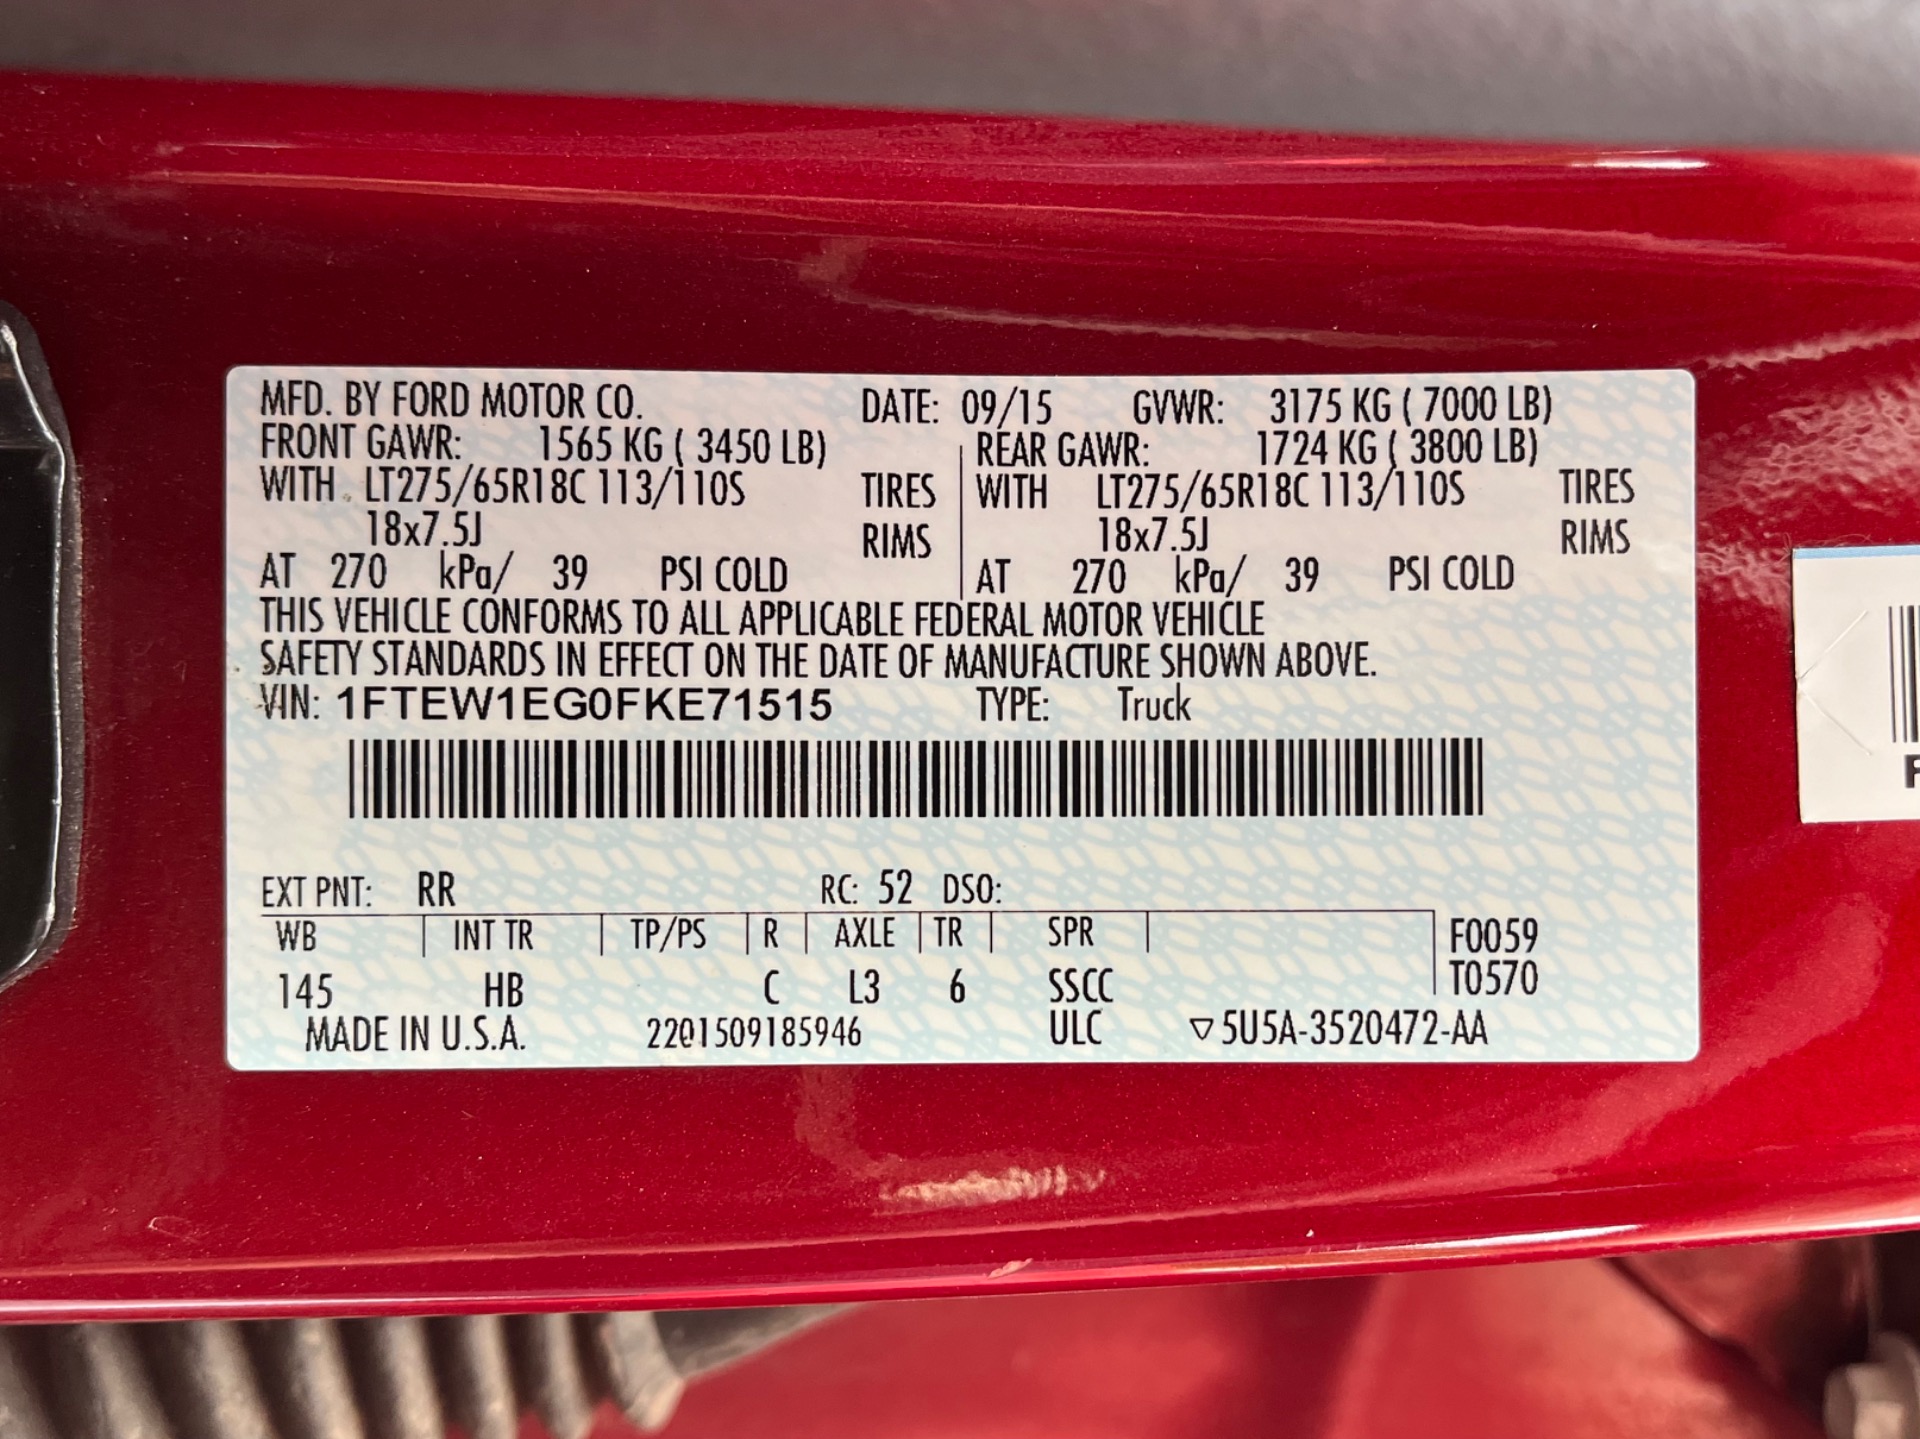 MFD. BY FORD MOTOR CO. DATE: 09/15 GVWR: 3175 KG ( 7000 LB)
FRONT GAWR: 1565 KG ( 3450 LB) REAR GAWR: 1724 KG ( 3800 LB)
WITH LT275/65R18C 113/110S TIRES WITH LT275/65R18C 113/110S TIRES
18x7.5J RIMS 18x7.5J RIMS
AT 270 kPa/ 39 PSI COLD AT 270 kPa/ 39 PSI COLD
THIS VEHICLE CONFORMS TO ALL APPLICABLE FEDERAL MOTOR VEHICLE
SAFETY STANDARDS IN EFFECT ON THE DATE OF MANUFACTURE SHOWN ABOVE.
VIN: 1FTEW1EG0FKE71515 TYPE: Truck
EXT PNT: RR RC: 52 DSO:
WB INT TR TP/PS R AXLE TR SPR F0059
145 HB C L3 6 SSCC T0570
MADE IN U.S.A. 2201509185946 ULC ▽5U5A-3520472-AA